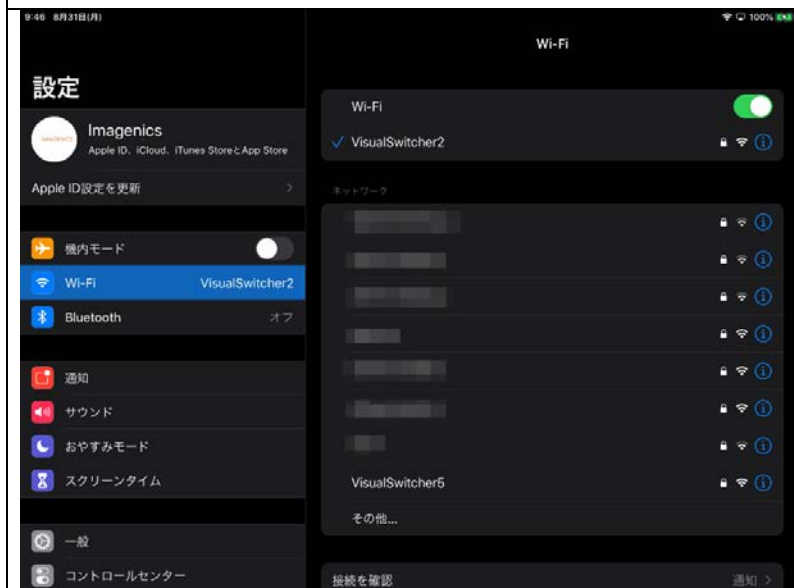 9:46 8月31日(月)
100%
設定
Imagenics
Apple ID、iCloud、iTunes StoreとApp Store
Apple ID設定を更新
機内モード
Wi-Fi VisualSwitcher2
Bluetooth オフ
通知
サウンド
おやすみモード
スクリーンタイム
一般
コントロールセンター
Wi-Fi
Wi-Fi
VisualSwitcher2
ネットワーク
VisualSwitcher5
その他...
接続を確認 通知